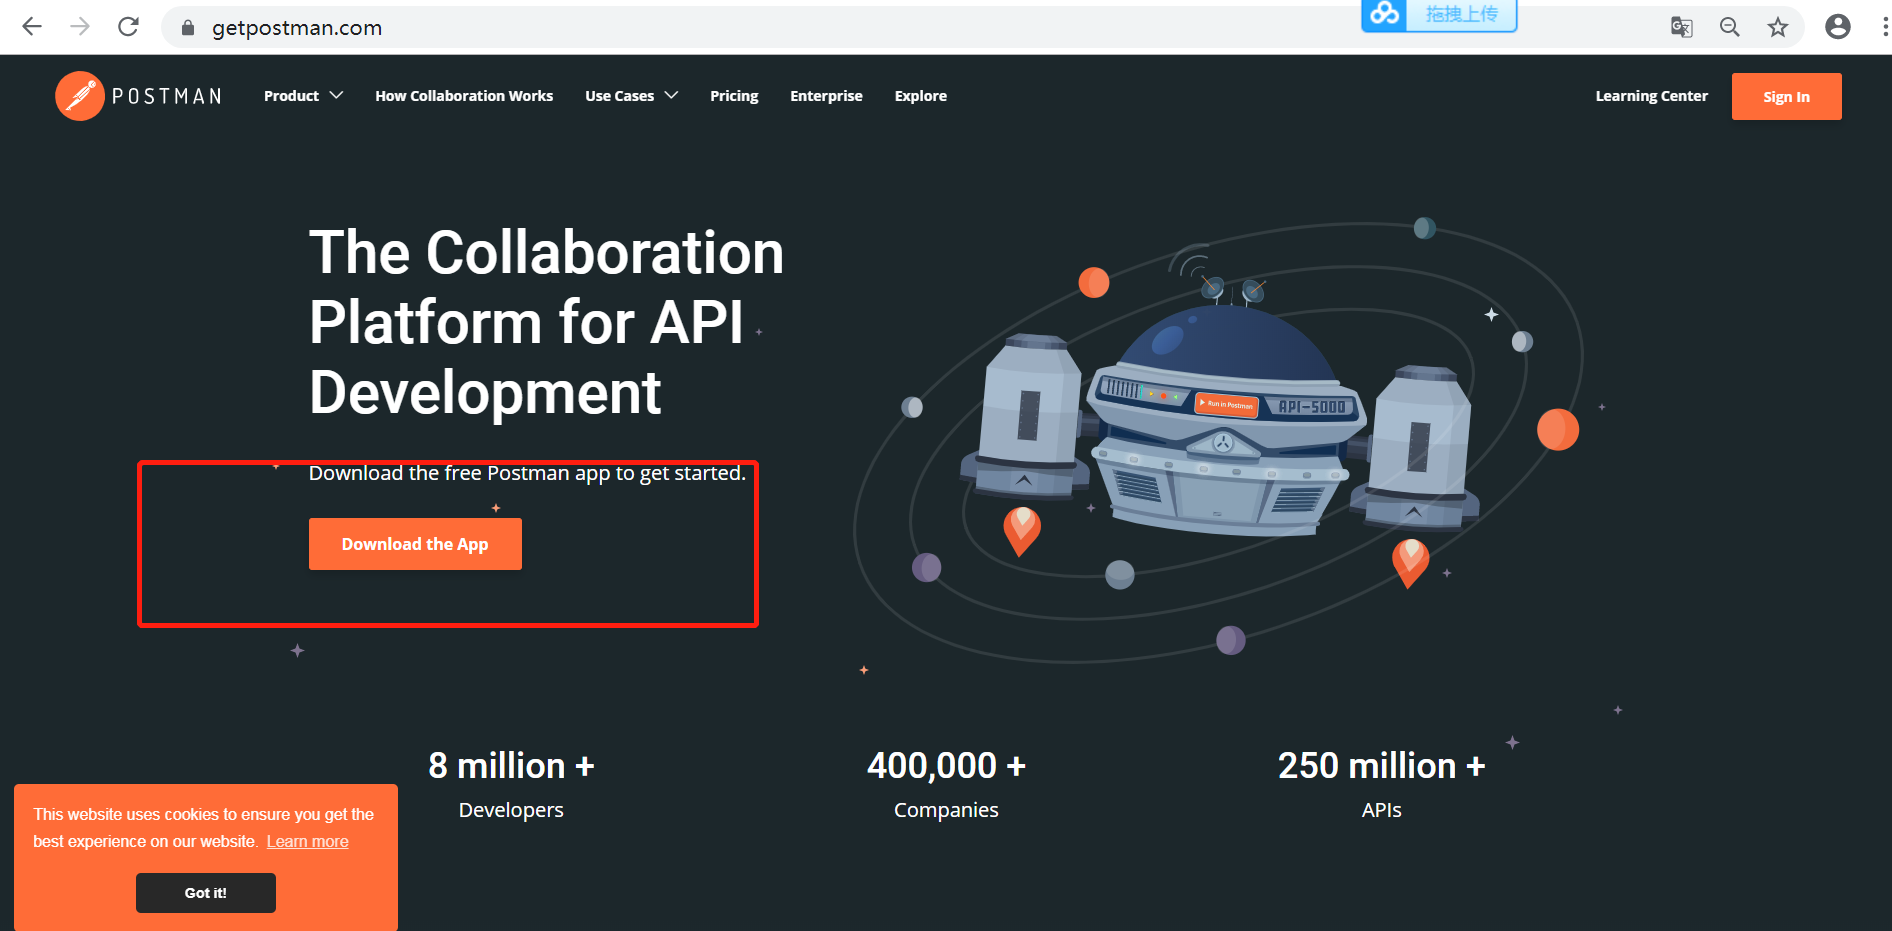 getpostman.com
拖拽上传
POSTMAN
Product
How Collaboration Works
Use Cases
Pricing
Enterprise
Explore
Learning Center
Sign In
The Collaboration
Platform for API
Development
Download the free Postman app to get started.
Download the App
Run in Postman
API-5000
8 million +
Developers
400,000 +
Companies
250 million +
APIs
This website uses cookies to ensure you get the
best experience on our website. Learn more
Got it!